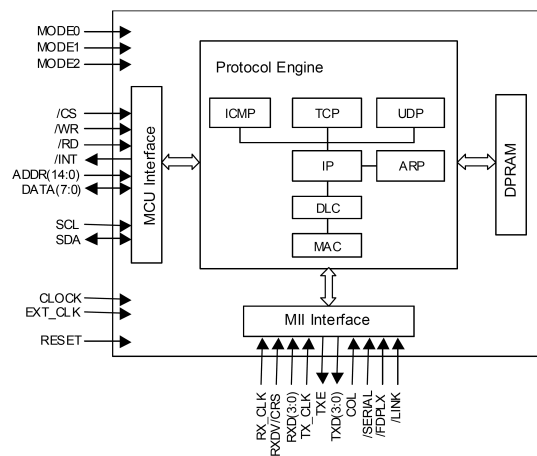 MODE0
MODE1
MODE2
/CS
/WR
/RD
/INT
ADDR(14:0)
DATA(7:0)
SCL
SDA
CLOCK
EXT_CLK
RESET
MCU Interface
Protocol Engine
ICMP
TCP
UDP
IP
ARP
DLC
MAC
DPRAM
MII Interface
RX_CLK
RXDV/CRS
RXD(3:0)
TX_CLK
TXE
TXD(3:0)
COL
/SERIAL
/FDPLX
/LINK